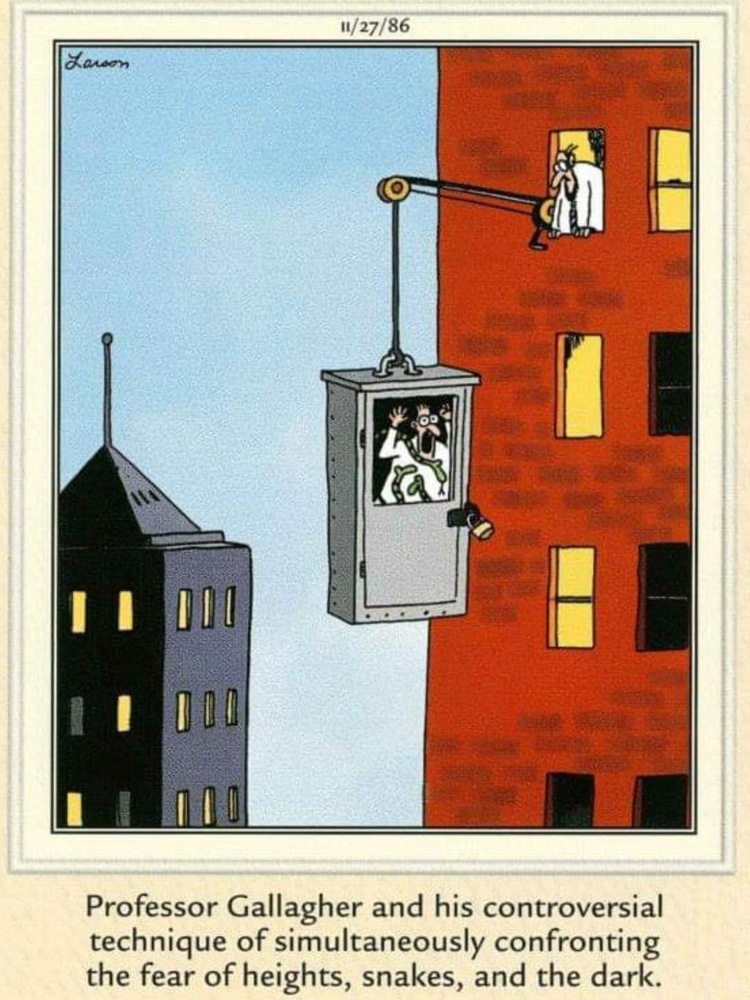 11/27/86
Larson
Professor Gallagher and his controversial
technique of simultaneously confronting
the fear of heights, snakes, and the dark.